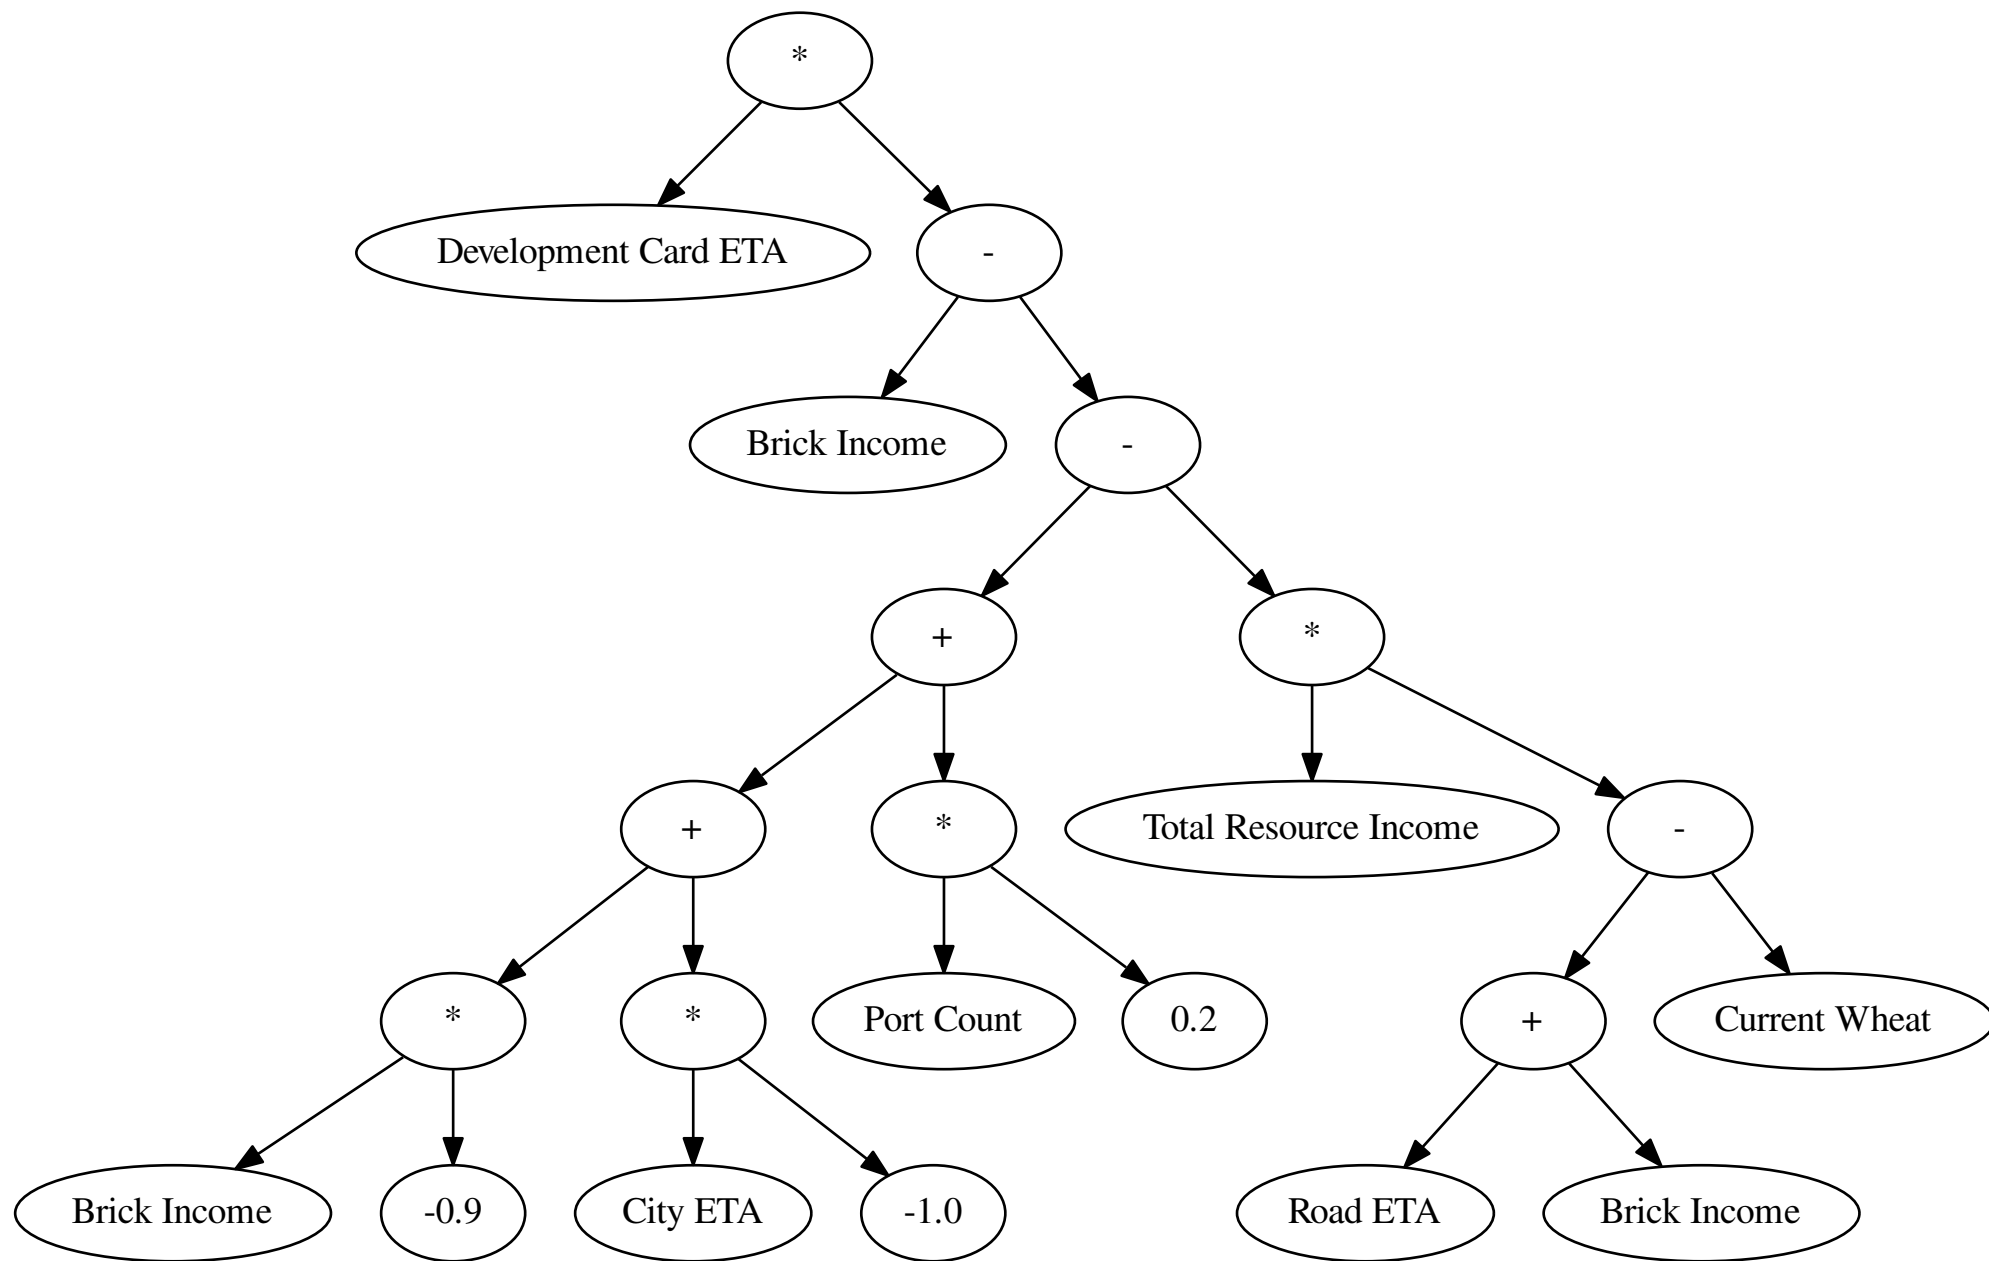 *
Development Card ETA
-
Brick Income
-
+
*
+
*
Total Resource Income
-
*
*
Port Count
0.2
+
Current Wheat
Brick Income
-0.9
City ETA
-1.0
Road ETA
Brick Income